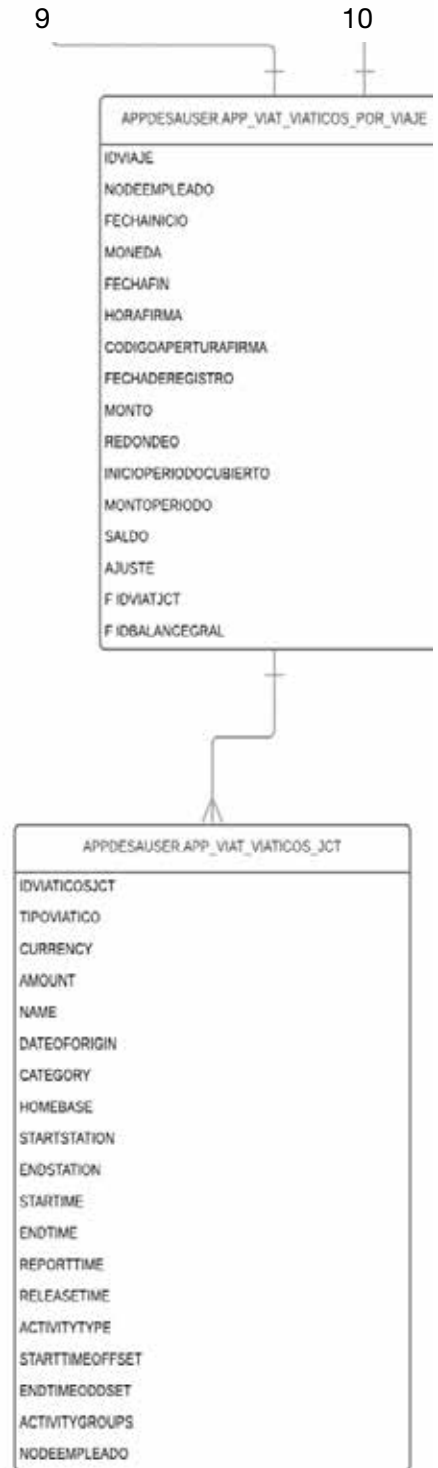 9 10
APPDESAUSER.APP_VIAT_VIATICOS_POR_VIAJE
IDVIAJE
NODEEMPLEADO
FECHAINICIO
MONEDA
FECHAFIN
HORAFIRMA
CODIGOAPERTURAFIRMA
FECHADEREGISTRO
MONTO
REDONDEO
INICIOPERIODOCUBIERTO
MONTOPERIODO
SALDO
AJUSTE
F IDVIATJCT
F IDBALANCEGRAL
APPDESAUSER.APP_VIAT_VIATICOS_JCT
IDVIATICOSJCT
TIPOVIATICO
CURRENCY
AMOUNT
NAME
DATEOFORIGIN
CATEGORY
HOMEBASE
STARTSTATION
ENDSTATION
STARTIME
ENDTIME
REPORTTIME
RELEASETIME
ACTIVITYTYPE
STARTTIMEOFFSET
ENDTIMEODDSET
ACTIVITYGROUPS
NODEEMPLEADO